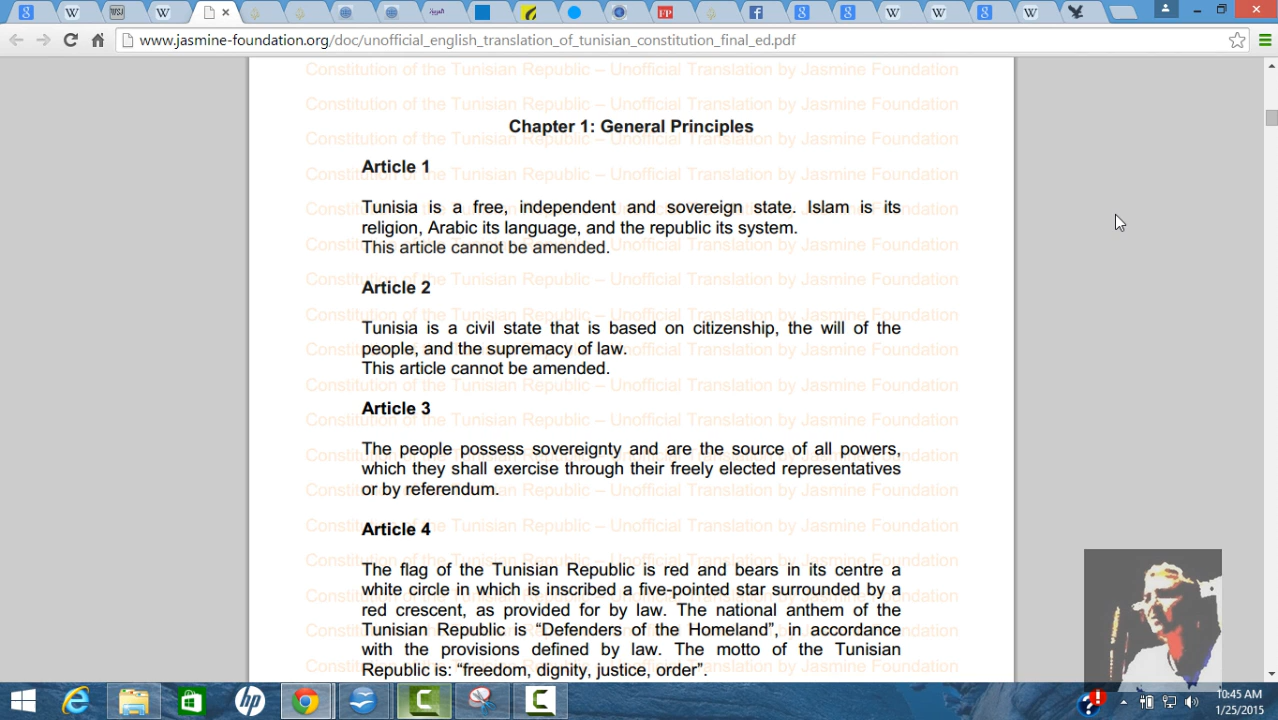 www.jasmine-foundation.org/doc/unofficial_english_translation_of_tunisian_constitution_final_ed.pdf
Constitution of the Tunisian Republic – Unofficial Translation by Jasmine Foundation
Chapter 1: General Principles
Article 1
Tunisia is a free, independent and sovereign state. Islam is its
religion, Arabic its language, and the republic its system.
This article cannot be amended.
Article 2
Tunisia is a civil state that is based on citizenship, the will of the
people, and the supremacy of law.
This article cannot be amended.
Article 3
The people possess sovereignty and are the source of all powers,
which they shall exercise through their freely elected representatives
or by referendum.
Article 4
The flag of the Tunisian Republic is red and bears in its centre a
white circle in which is inscribed a five-pointed star surrounded by a
red crescent, as provided for by law. The national anthem of the
Tunisian Republic is “Defenders of the Homeland”, in accordance
with the provisions defined by law. The motto of the Tunisian
Republic is: “freedom, dignity, justice, order”.
10:45 AM
1/25/2015